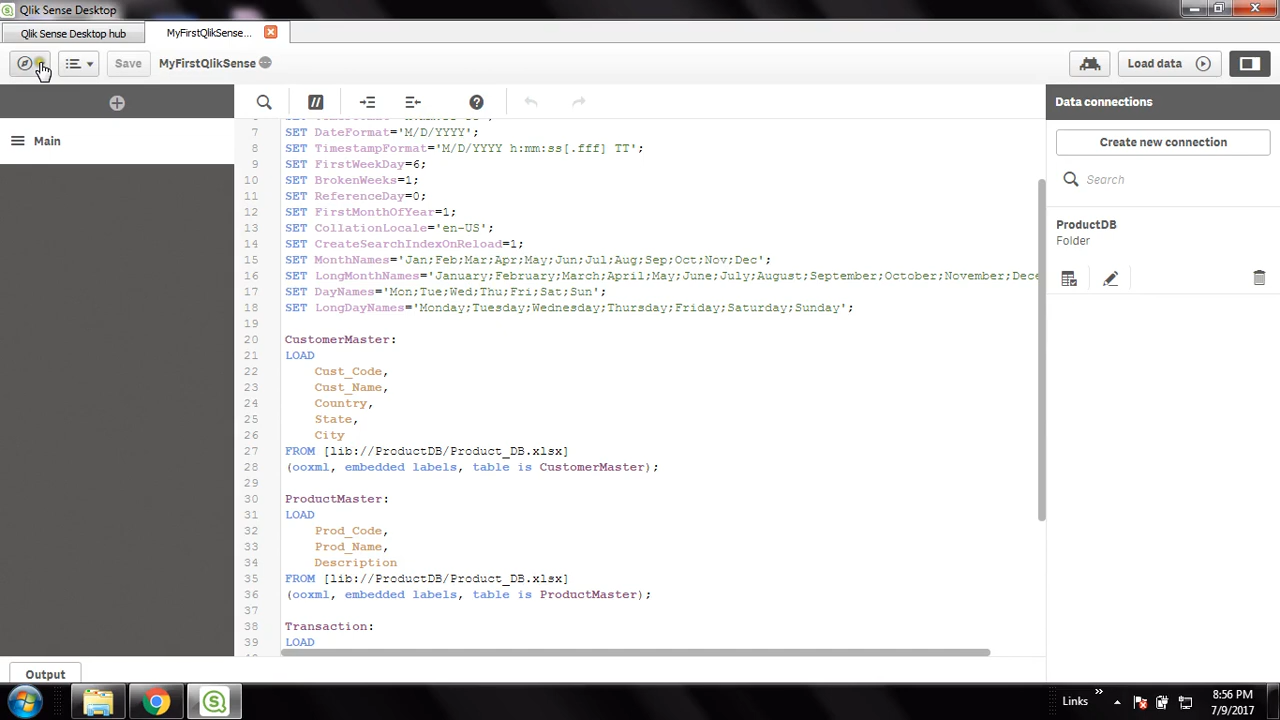 Qlik Sense Desktop
Qlik Sense Desktop hub
MyFirstQlikSense...
Save
MyFirstQlikSense
Load data
Data connections
Create new connection
Search
ProductDB
Folder
Main
7 SET DateFormat='M/D/YYYY';
8 SET TimestampFormat='M/D/YYYY h:mm:ss[.fff] TT';
9 SET FirstWeekDay=6;
10 SET BrokenWeeks=1;
11 SET ReferenceDay=0;
12 SET FirstMonthOfYear=1;
13 SET CollationLocale='en-US';
14 SET CreateSearchIndexOnReload=1;
15 SET MonthNames='Jan;Feb;Mar;Apr;May;Jun;Jul;Aug;Sep;Oct;Nov;Dec';
16 SET LongMonthNames='January;February;March;April;May;June;July;August;September;October;November;Dece
17 SET DayNames='Mon;Tue;Wed;Thu;Fri;Sat;Sun';
18 SET LongDayNames='Monday;Tuesday;Wednesday;Thursday;Friday;Saturday;Sunday';
19
20 CustomerMaster:
21 LOAD
22 Cust_Code,
23 Cust_Name,
24 Country,
25 State,
26 City
27 FROM [lib://ProductDB/Product_DB.xlsx]
28 (ooxml, embedded labels, table is CustomerMaster);
29
30 ProductMaster:
31 LOAD
32 Prod_Code,
33 Prod_Name,
34 Description
35 FROM [lib://ProductDB/Product_DB.xlsx]
36 (ooxml, embedded labels, table is ProductMaster);
37
38 Transaction:
39 LOAD
Output
Links
8:56 PM
7/9/2017